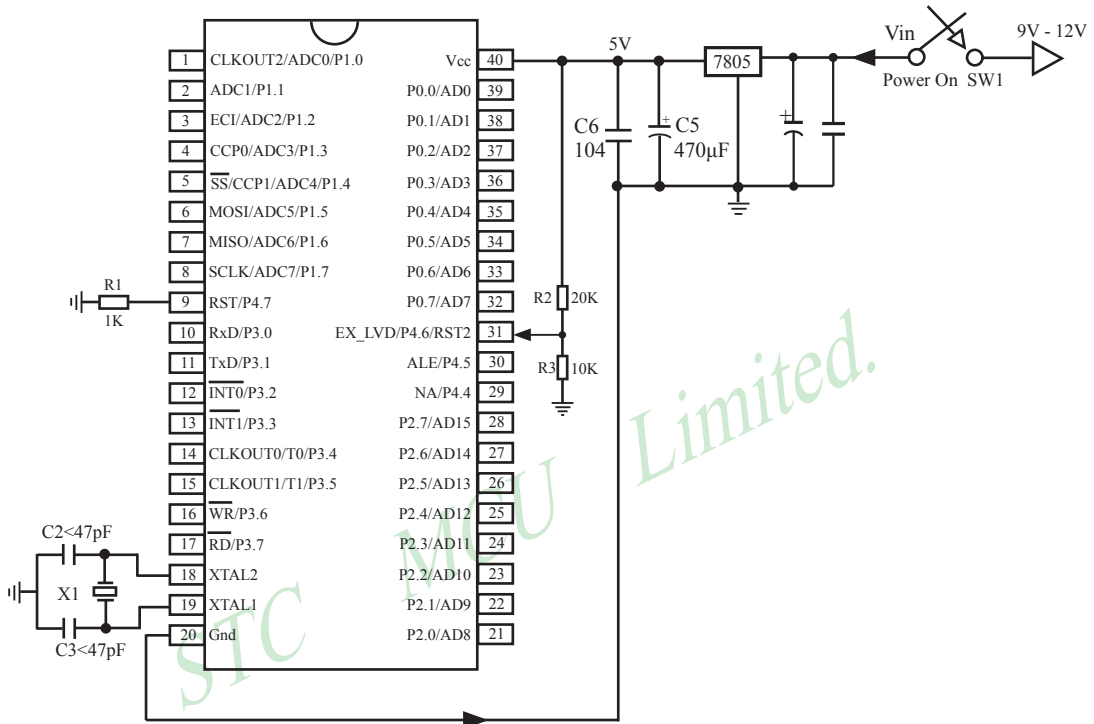 1 CLKOUT2/ADC0/P1.0
2 ADC1/P1.1
3 ECI/ADC2/P1.2
4 CCP0/ADC3/P1.3
5 SS/CCP1/ADC4/P1.4
6 MOSI/ADC5/P1.5
7 MISO/ADC6/P1.6
8 SCLK/ADC7/P1.7
9 RST/P4.7
10 RxD/P3.0
11 TxD/P3.1
12 INT0/P3.2
13 INT1/P3.3
14 CLKOUT0/T0/P3.4
15 CLKOUT1/T1/P3.5
16 WR/P3.6
17 RD/P3.7
18 XTAL2
19 XTAL1
20 Gnd
Vcc 40
P0.0/AD0 39
P0.1/AD1 38
P0.2/AD2 37
P0.3/AD3 36
P0.4/AD4 35
P0.5/AD5 34
P0.6/AD6 33
P0.7/AD7 32
EX_LVD/P4.6/RST2 31
ALE/P4.5 30
NA/P4.4 29
P2.7/AD15 28
P2.6/AD14 27
P2.5/AD13 26
P2.4/AD12 25
P2.3/AD11 24
P2.2/AD10 23
P2.1/AD9 22
P2.0/AD8 21
R1
1K
C2<47pF
X1
C3<47pF
5V
7805
Vin
9V - 12V
Power On SW1
C6
104
+
C5
470μF
+
R2 20K
R3 10K
STC MCU Limited.